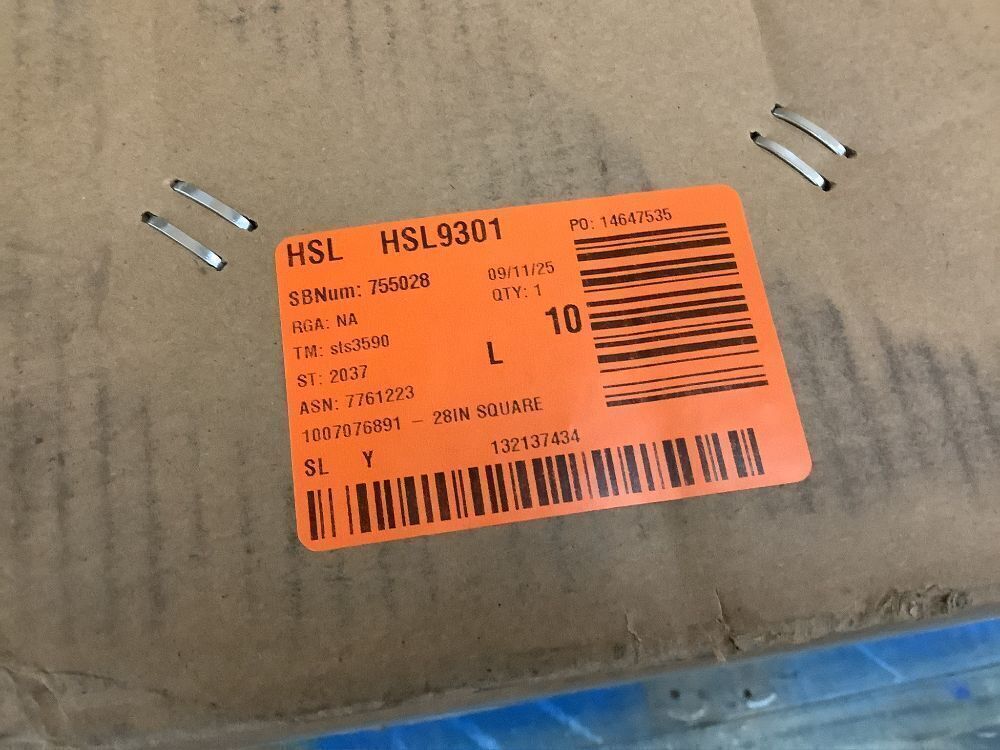 HSL HSL9301
PO: 14647535
SBNum: 755028
09/11/25
QTY: 1
RGA: NA
10
TM: sts3590
L
ST: 2037
ASN: 7761223
1007076891 – 28IN SQUARE
SL Y
132137434